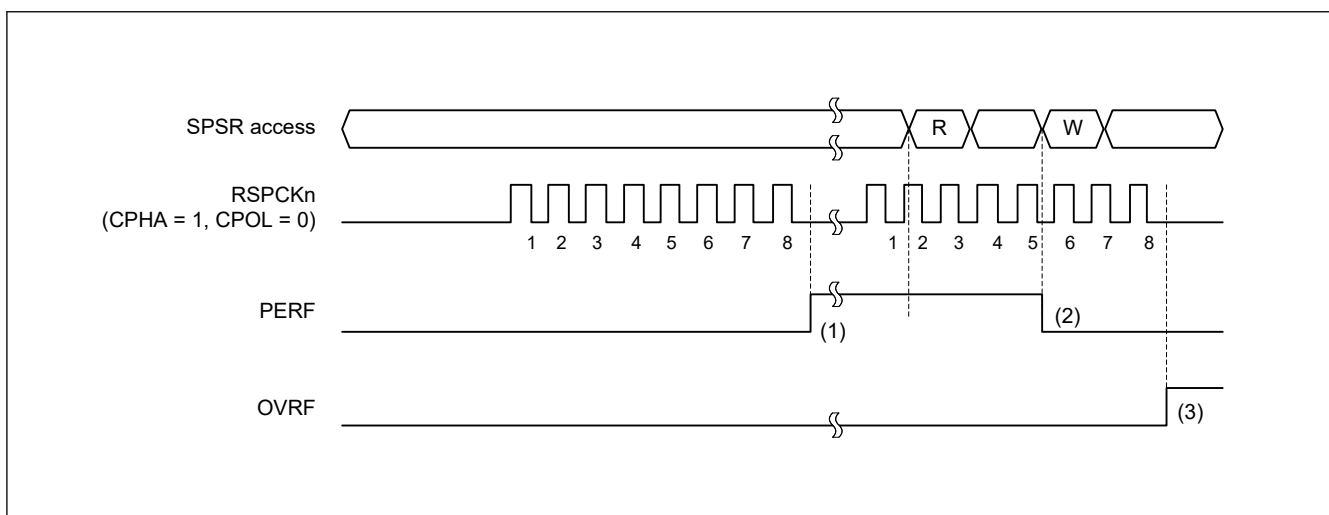 SPSR access
R
W
RSPCKn
(CPHA = 1, CPOL = 0)
1 2 3 4 5 6 7 8 1 2 3 4 5 6 7 8
PERF
(1)
(2)
OVRF
(3)